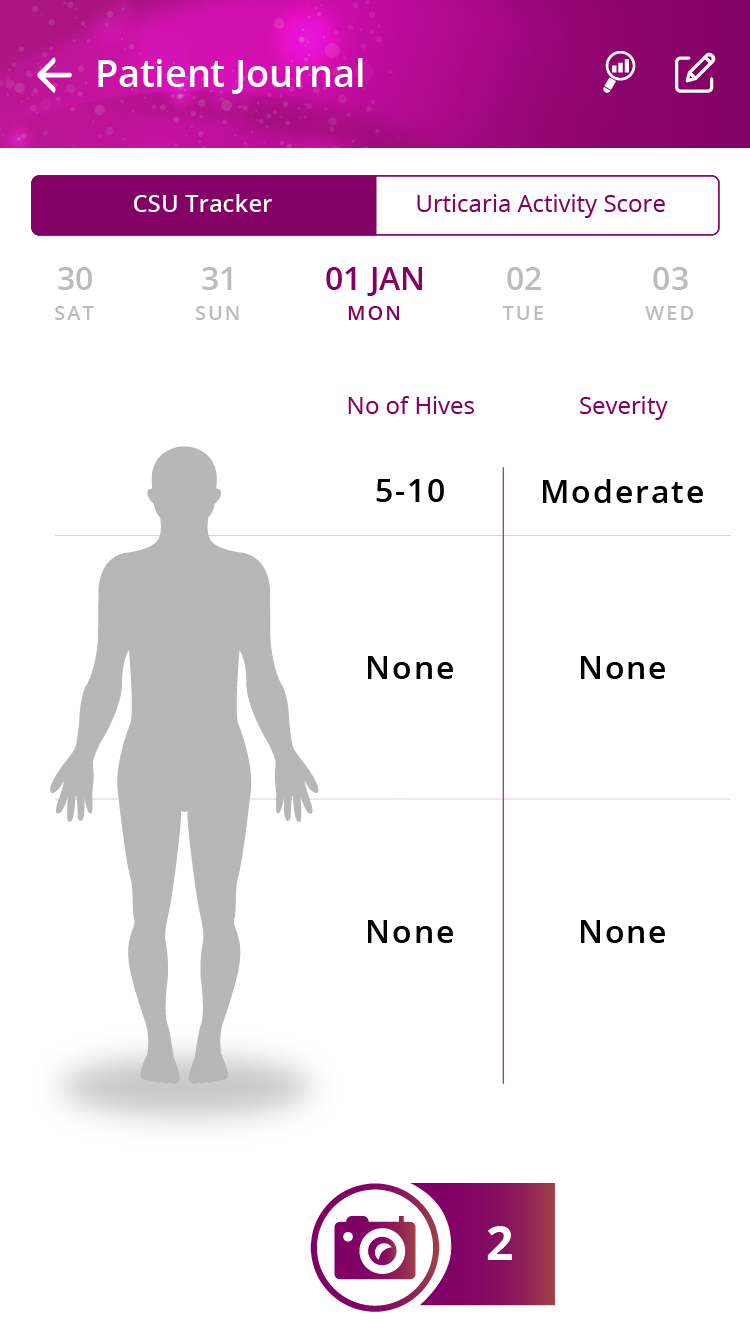 Patient Journal
CSU Tracker Urticaria Activity Score
30 31 01 JAN 02 03
SAT SUN MON TUE WED
No of Hives Severity
5-10 Moderate
None None
None None
2